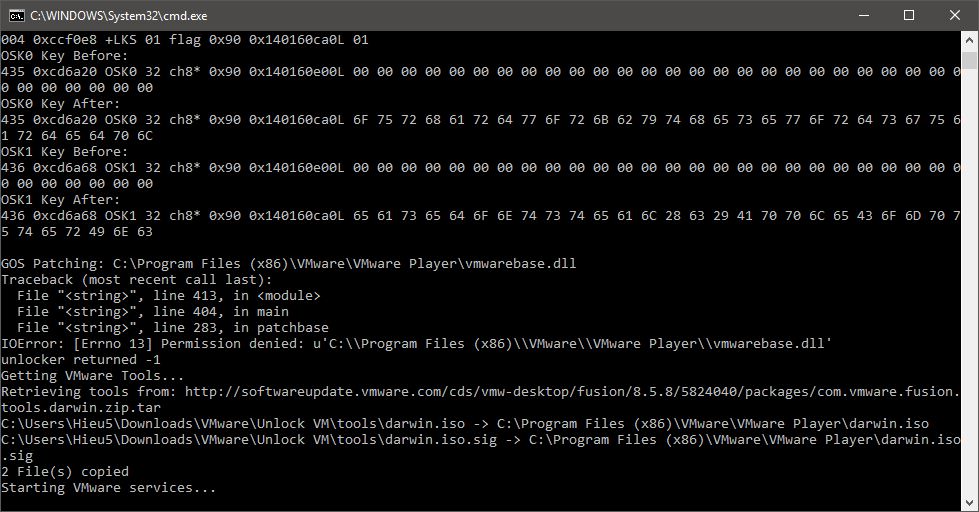 C:\WINDOWS\System32\cmd.exe
004 0xccf0e8 +LKS 01 flag 0x90 0x140160ca0L 01
OSK0 Key Before:
435 0xcd6a20 OSK0 32 ch8* 0x90 0x140160e00L 00 00 00 00 00 00 00 00 00 00 00 00 00 00 00 00 00 00 00 00 00 00 00 00 00 0
0 00 00 00 00 00 00
OSK0 Key After:
435 0xcd6a20 OSK0 32 ch8* 0x90 0x140160ca0L 6F 75 72 68 61 72 64 77 6F 72 6B 62 79 74 68 65 73 65 77 6F 72 64 73 67 75 6
1 72 64 65 64 70 6C
OSK1 Key Before:
436 0xcd6a68 OSK1 32 ch8* 0x90 0x140160e00L 00 00 00 00 00 00 00 00 00 00 00 00 00 00 00 00 00 00 00 00 00 00 00 00 00 0
0 00 00 00 00 00 00
OSK1 Key After:
436 0xcd6a68 OSK1 32 ch8* 0x90 0x140160ca0L 65 61 73 65 64 6F 6E 74 73 74 65 61 6C 28 63 29 41 70 70 6C 65 43 6F 6D 70 7
5 74 65 72 49 6E 63
GOS Patching: C:\Program Files (x86)\VMware\VMware Player\vmwarebase.dll
Traceback (most recent call last):
File "<string>", line 413, in <module>
File "<string>", line 404, in main
File "<string>", line 283, in patchbase
IOError: [Errno 13] Permission denied: u'C:\\Program Files (x86)\\VMware\\VMware Player\\vmwarebase.dll'
unlocker returned -1
Getting VMware Tools...
Retrieving tools from: http://softwareupdate.vmware.com/cds/vmw-desktop/fusion/8.5.8/5824040/packages/com.vmware.fusion.
tools.darwin.zip.tar
C:\Users\Hieu5\Downloads\VMware\Unlock VM\tools\darwin.iso -> C:\Program Files (x86)\VMware\VMware Player\darwin.iso
C:\Users\Hieu5\Downloads\VMware\Unlock VM\tools\darwin.iso.sig -> C:\Program Files (x86)\VMware\VMware Player\darwin.iso
.sig
2 File(s) copied
Starting VMware services...